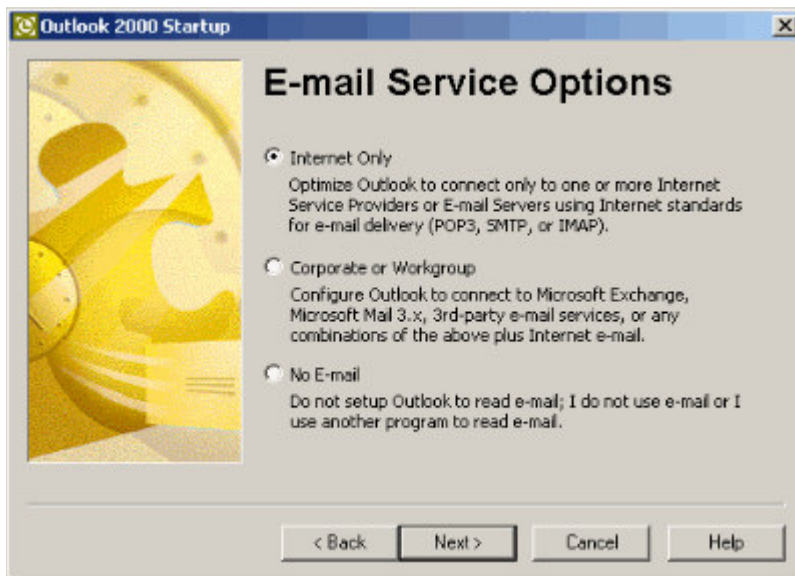 Outlook 2000 Startup
E-mail Service Options
Internet Only
Optimize Outlook to connect only to one or more Internet
Service Providers or E-mail Servers using Internet standards
for e-mail delivery (POP3, SMTP, or IMAP).
Corporate or Workgroup
Configure Outlook to connect to Microsoft Exchange,
Microsoft Mail 3.x, 3rd-party e-mail services, or any
combinations of the above plus Internet e-mail.
No E-mail
Do not setup Outlook to read e-mail; I do not use e-mail or I
use another program to read e-mail.
< Back Next > Cancel Help